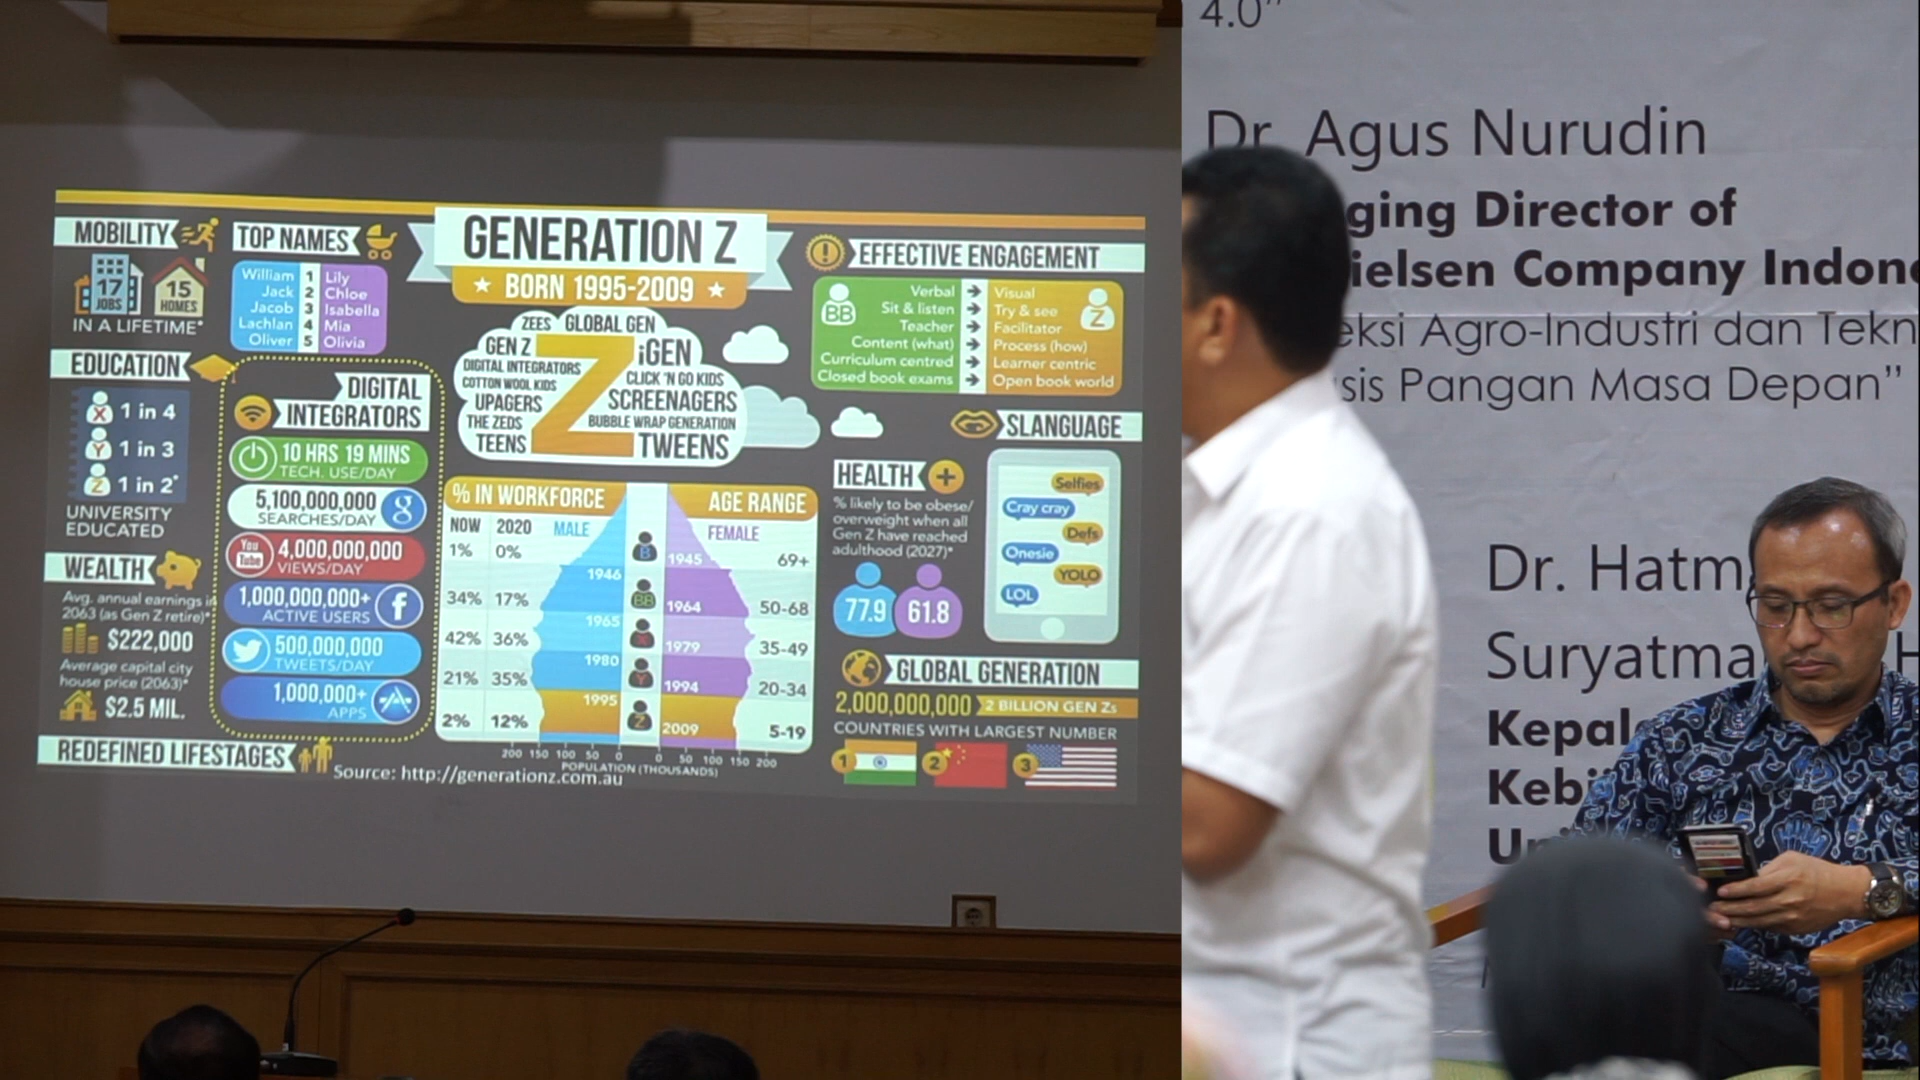 GENERATION Z
★ BORN 1995-2009 ★
MOBILITY
17
JOBS
15
HOMES
IN A LIFETIME*
TOP NAMES
William 1 Lily
Jack 2 Chloe
Jacob 3 Isabella
Lachlan 4 Mia
Oliver 5 Olivia
EDUCATION
X 1 in 4
Y 1 in 3
Z 1 in 2*
UNIVERSITY
EDUCATED
WEALTH
Avg. annual earnings in
2063 (as Gen Z retire)*
$222,000
Average capital city
house price (2063)*
$2.5 MIL.
REDEFINED LIFESTAGES
DIGITAL
INTEGRATORS
10 HRS 19 MINS
TECH. USE/DAY
5,100,000,000
SEARCHES/DAY
g
You
Tube
4,000,000,000
VIEWS/DAY
1,000,000,000+
ACTIVE USERS
f
500,000,000
TWEETS/DAY
1,000,000+
APPS
ZEES GLOBAL GEN
GEN Z
DIGITAL INTEGRATORS
COTTON WOOL KIDS
UPAGERS
THE ZEDS
TEENS
Z
iGEN
CLICK 'N GO KIDS
SCREENAGERS
BUBBLE WRAP GENERATION
TWEENS
% IN WORKFORCE
AGE RANGE
NOW 2020 MALE FEMALE
1% 0% B 1945 69+
1946
34% 17% BB 1964 50-68
1965
42% 36% X 1979 35-49
1980
21% 35% Y 1994 20-34
1995
2% 12% Z 2009 5-19
200 150 100 50 0 0 50 100 150 200
POPULATION (THOUSANDS)
Source: http://generationz.com.au
EFFECTIVE ENGAGEMENT
BB
Z
Verbal → Visual
Sit & listen → Try & see
Teacher → Facilitator
Content (what) → Process (how)
Curriculum centred → Learner centric
Closed book exams → Open book world
SLANGUAGE
Selfies
Cray cray
Defs
Onesie
YOLO
LOL
HEALTH
% likely to be obese/
overweight when all
Gen Z have reached
adulthood (2027)*
77.9 61.8
GLOBAL GENERATION
2,000,000,000 2 BILLION GEN Zs
COUNTRIES WITH LARGEST NUMBER
1 2 3
4.0"
Dr. Agus Nurudin
ging Director of
ielsen Company Indon
eksi Agro-Industri dan Tekn
sis Pangan Masa Depan"
Dr. Hatm
Suryatma
Kepal
Kebi